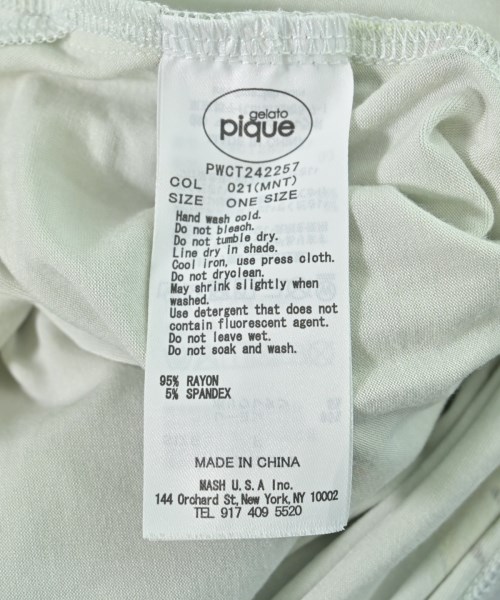 gelato
pique
PWCT242257
COL 021(MNT)
SIZE ONE SIZE
Hand wash cold.
Do not bleach.
Do not tumble dry.
Line dry in shade.
Cool iron, use press cloth.
Do not dryclean.
May shrink slightly when
washed.
Use detergent that does not
contain fluorescent agent.
Do not leave wet.
Do not soak and wash.
95% RAYON
5% SPANDEX
MADE IN CHINA
MASH U.S.A Inc.
144 Orchard St, New York, NY 10002
TEL 917 409 5520